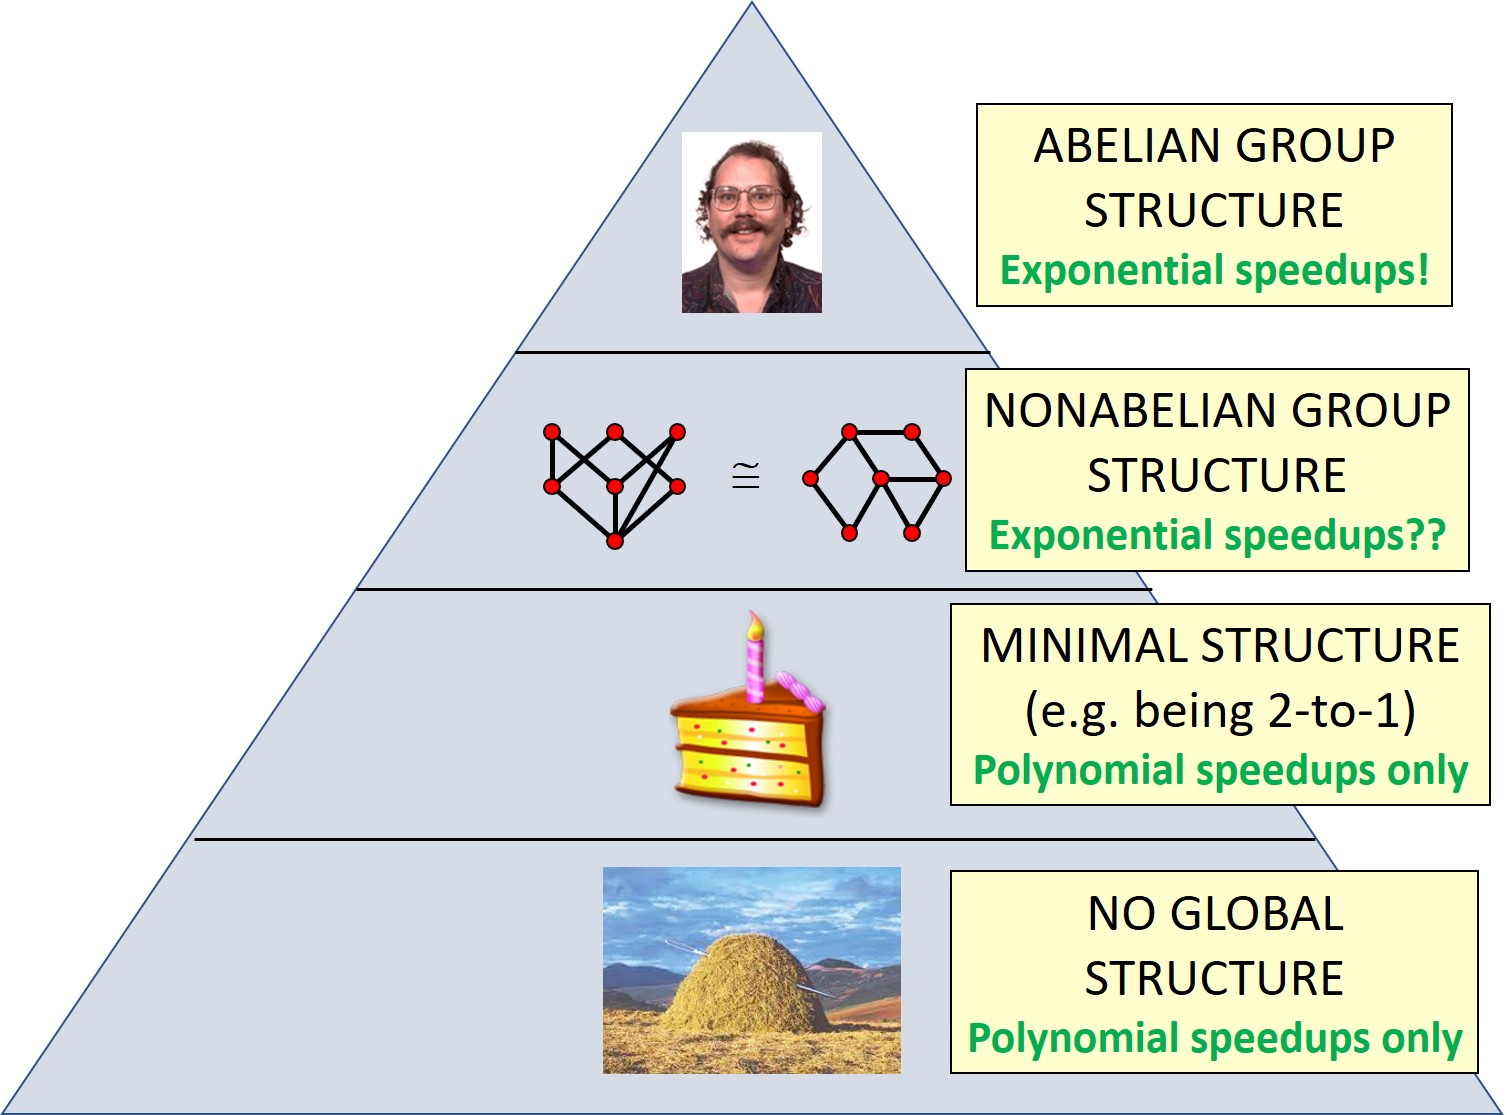 ABELIAN GROUP
STRUCTURE
Exponential speedups!
≅
NONABELIAN GROUP
STRUCTURE
Exponential speedups??
MINIMAL STRUCTURE
(e.g. being 2-to-1)
Polynomial speedups only
NO GLOBAL
STRUCTURE
Polynomial speedups only